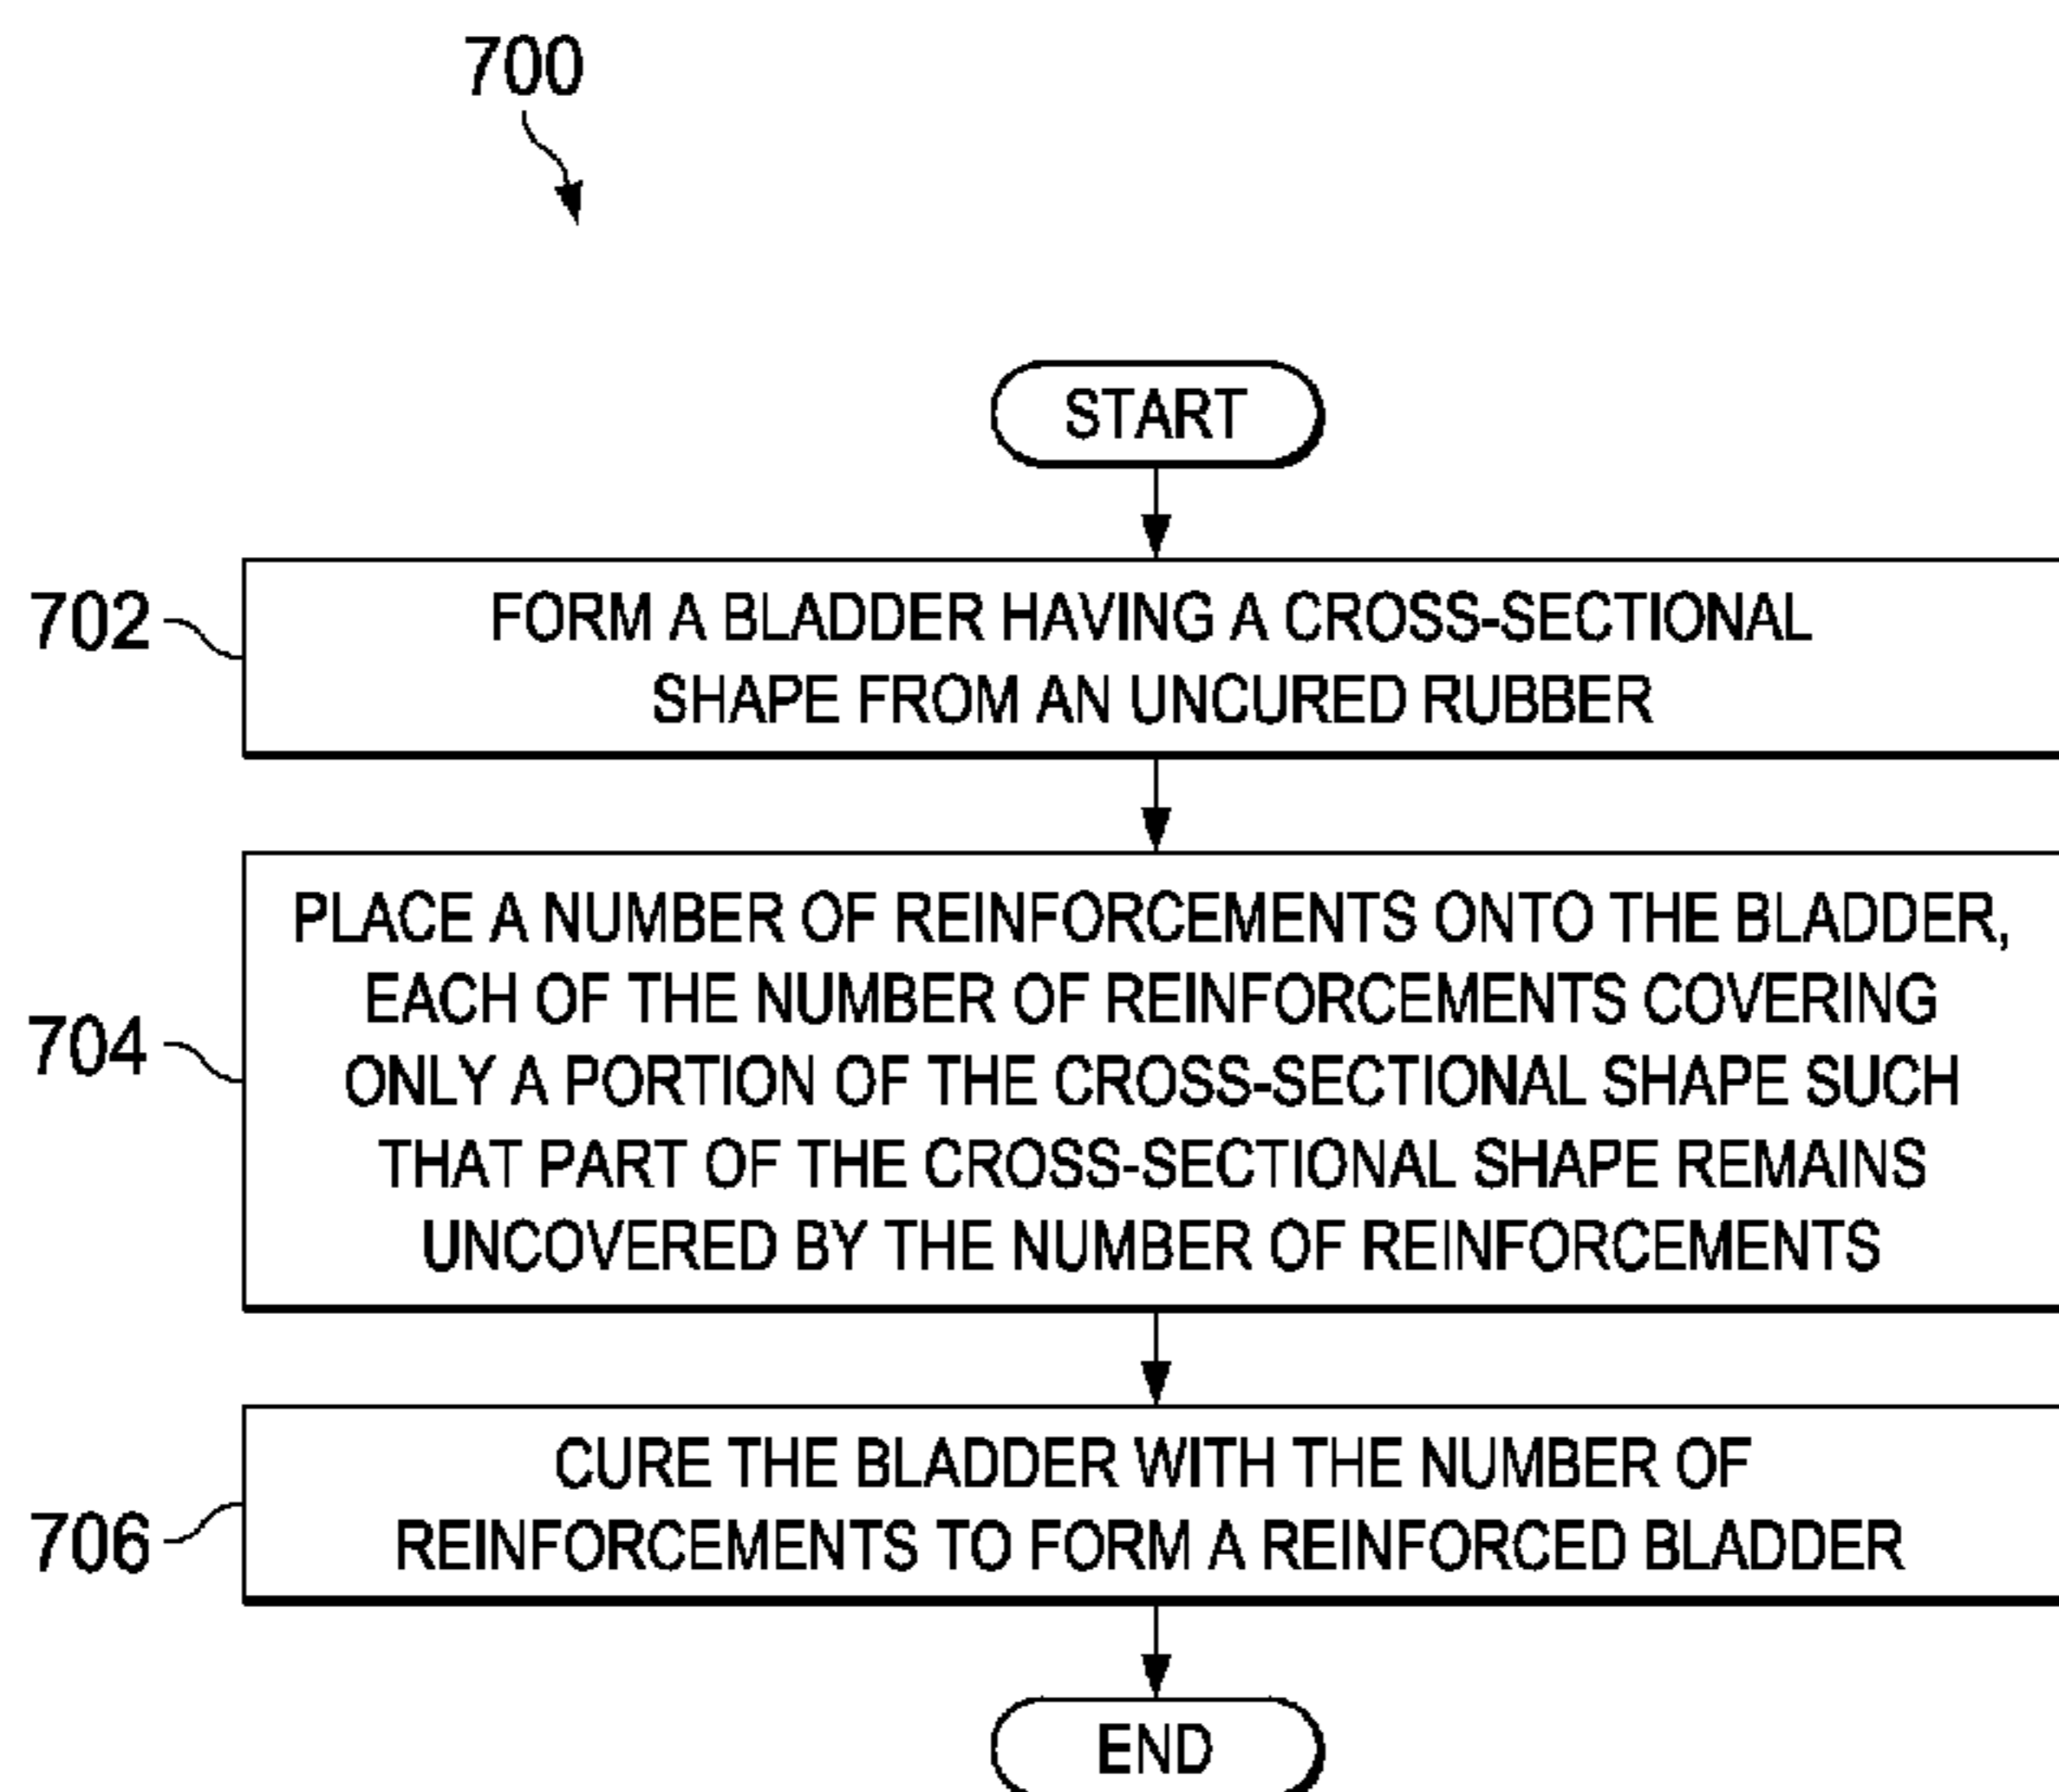 700
START
702
FORM A BLADDER HAVING A CROSS-SECTIONAL
SHAPE FROM AN UNCURED RUBBER
704
PLACE A NUMBER OF REINFORCEMENTS ONTO THE BLADDER,
EACH OF THE NUMBER OF REINFORCEMENTS COVERING
ONLY A PORTION OF THE CROSS-SECTIONAL SHAPE SUCH
THAT PART OF THE CROSS-SECTIONAL SHAPE REMAINS
UNCOVERED BY THE NUMBER OF REINFORCEMENTS
706
CURE THE BLADDER WITH THE NUMBER OF
REINFORCEMENTS TO FORM A REINFORCED BLADDER
END